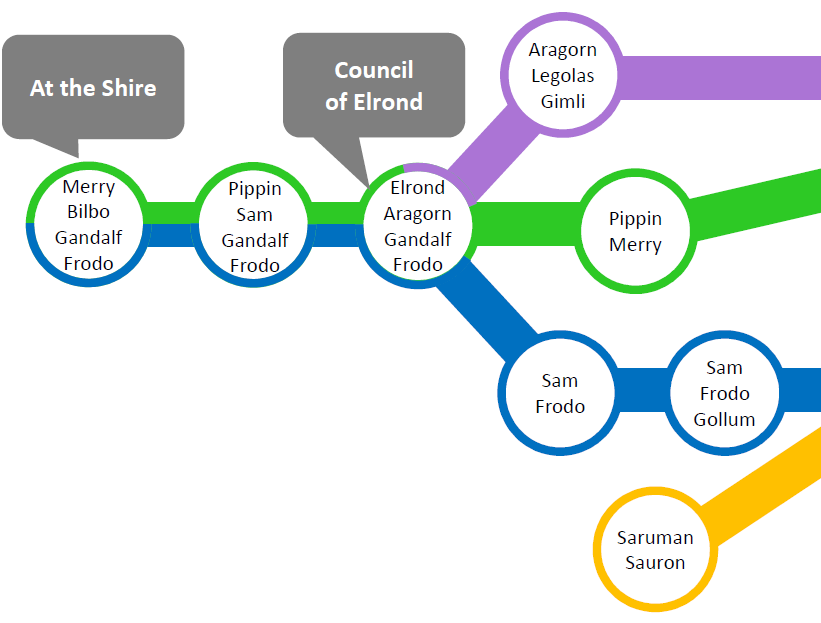 At the Shire
Council
of Elrond
Aragorn
Legolas
Gimli
Merry
Bilbo
Gandalf
Frodo
Pippin
Sam
Gandalf
Frodo
Elrond
Aragorn
Gandalf
Frodo
Pippin
Merry
Sam
Frodo
Sam
Frodo
Gollum
Saruman
Sauron